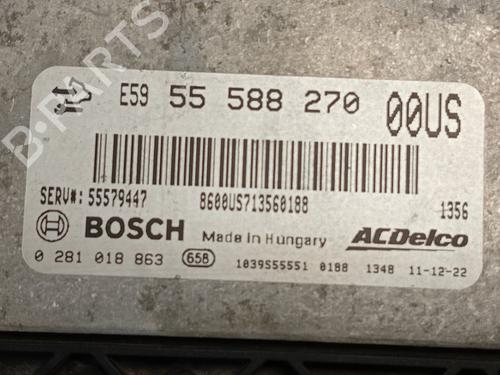 B-PARTS
E59 55 588 270 00US
SERV#: 55579447 8600US713560188 1356
BOSCH Made in Hungary ACDelco
0 281 018 863 658 1039S55551 0188 1348 11-12-22